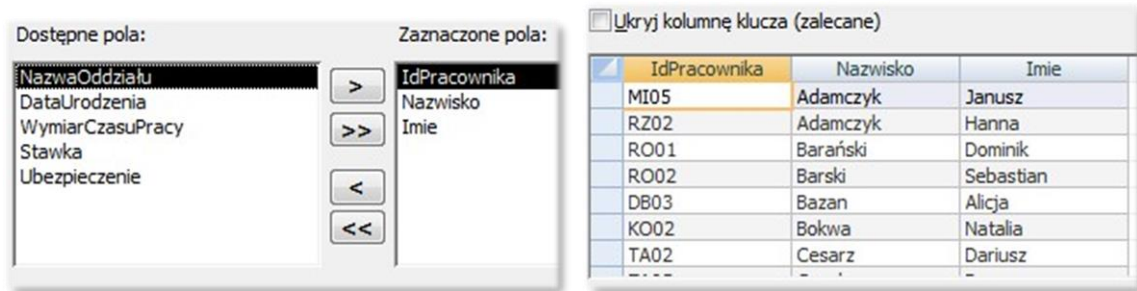 Dostępne pola:
Zaznaczone pola:
NazwaOddziału
DataUrodzenia
WymiarCzasuPracy
Stawka
Ubezpieczenie
>
>>
<
<<
IdPracownika
Nazwisko
Imie
Ukryj kolumnę klucza (zalecane)
IdPracownika Nazwisko Imie
MI05 Adamczyk Janusz
RZ02 Adamczyk Hanna
RO01 Barański Dominik
RO02 Barski Sebastian
DB03 Bazan Alicja
KO02 Bokwa Natalia
TA02 Cesarz Dariusz